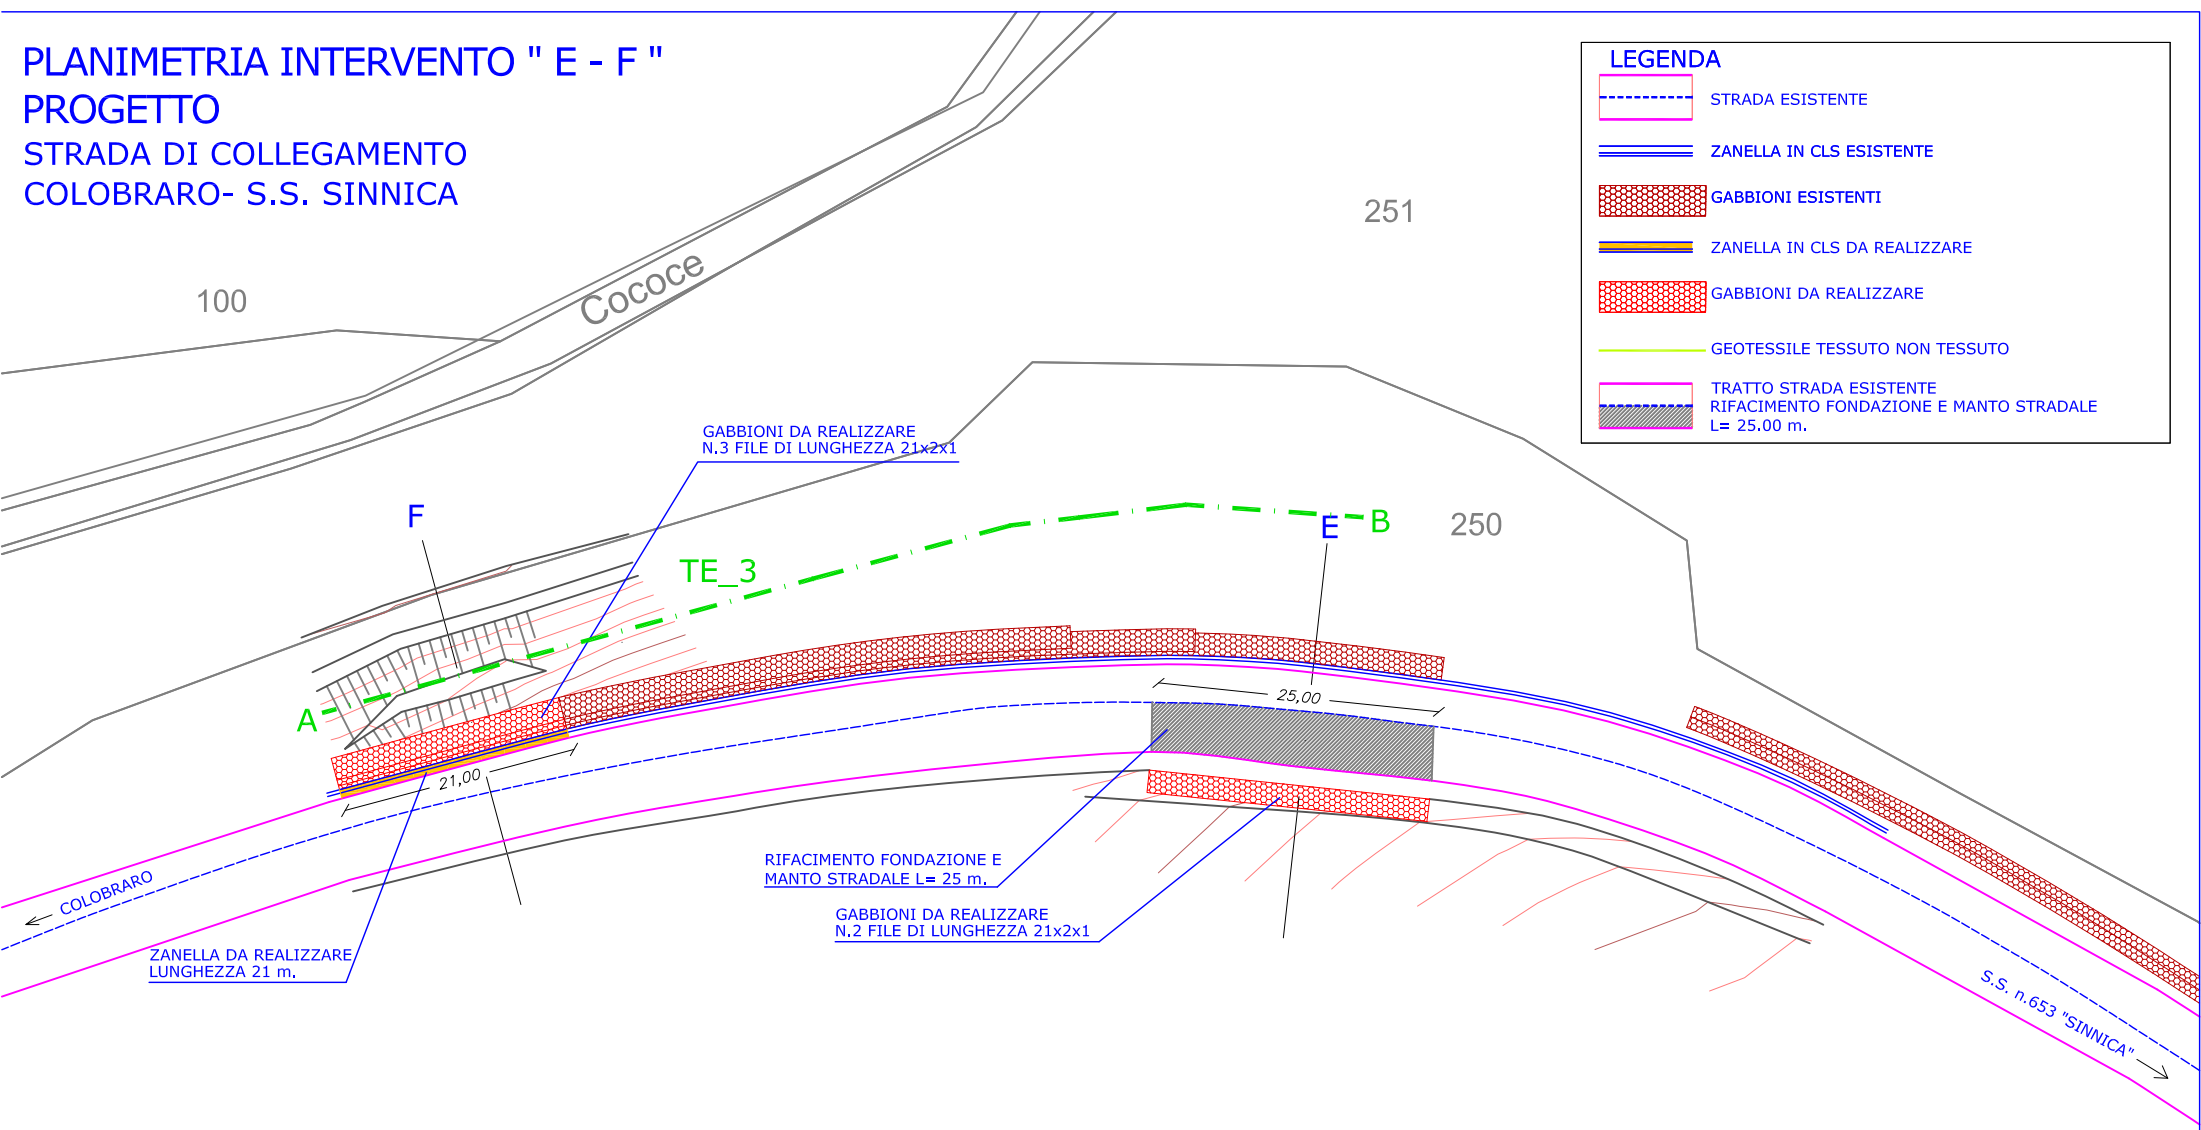 PLANIMETRIA INTERVENTO " E - F "
PROGETTO
STRADA DI COLLEGAMENTO
COLOBRARO- S.S. SINNICA
LEGENDA
STRADA ESISTENTE
ZANELLA IN CLS ESISTENTE
GABBIONI ESISTENTI
ZANELLA IN CLS DA REALIZZARE
GABBIONI DA REALIZZARE
GEOTESSILE TESSUTO NON TESSUTO
TRATTO STRADA ESISTENTE
RIFACIMENTO FONDAZIONE E MANTO STRADALE
L= 25.00 m.
251
100
Cococe
GABBIONI DA REALIZZARE
N.3 FILE DI LUNGHEZZA 21x2x1
F
E
B
250
TE_3
A
25,00
21,00
RIFACIMENTO FONDAZIONE E
MANTO STRADALE L= 25 m.
COLOBRARO
GABBIONI DA REALIZZARE
N.2 FILE DI LUNGHEZZA 21x2x1
ZANELLA DA REALIZZARE
LUNGHEZZA 21 m.
S.S. n.653 "SINNICA"